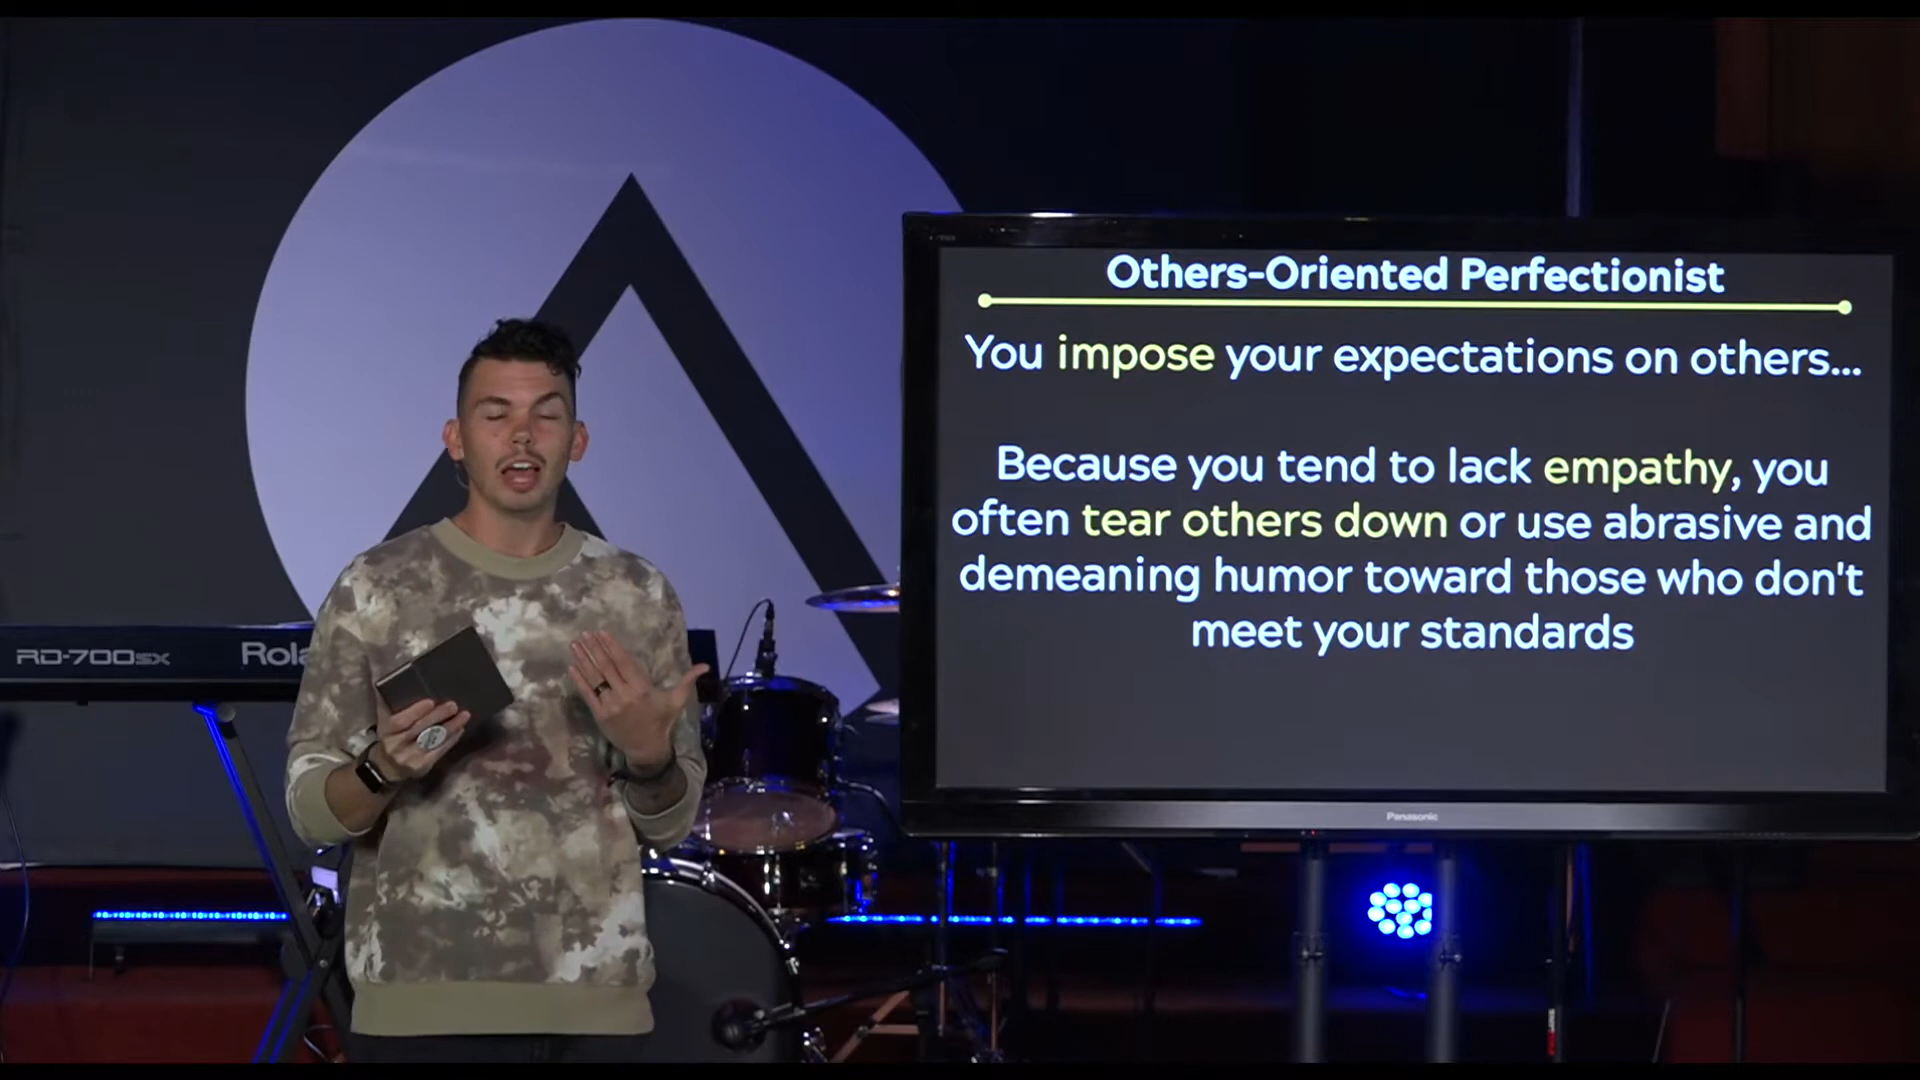 Others-Oriented Perfectionist
You impose your expectations on others...
Because you tend to lack empathy, you
often tear others down or use abrasive and
demeaning humor toward those who don't
meet your standards
RD-700SX Rola
Panasonic